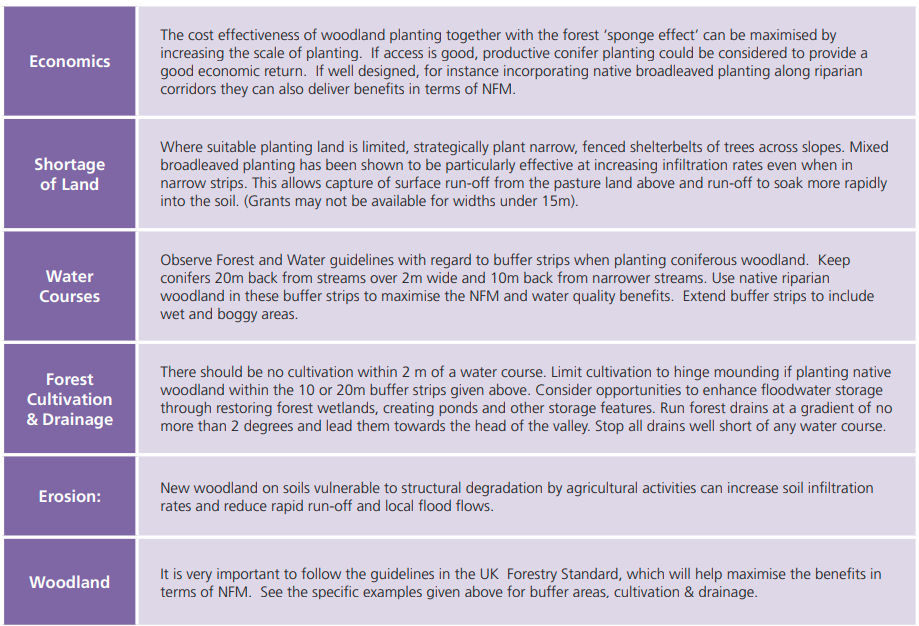 Economics
The cost effectiveness of woodland planting together with the forest ‘sponge effect’ can be maximised by
increasing the scale of planting.  If access is good, productive conifer planting could be considered to provide a
good economic return.  If well designed, for instance incorporating native broadleaved planting along riparian
corridors they can also deliver benefits in terms of NFM.
Shortage
of Land
Where suitable planting land is limited, strategically plant narrow, fenced shelterbelts of trees across slopes. Mixed
broadleaved planting has been shown to be particularly effective at increasing infiltration rates even when in
narrow strips. This allows capture of surface run-off from the pasture land above and run-off to soak more rapidly
into the soil. (Grants may not be available for widths under 15m).
Water
Courses
Observe Forest and Water guidelines with regard to buffer strips when planting coniferous woodland.  Keep
conifers 20m back from streams over 2m wide and 10m back from narrower streams. Use native riparian
woodland in these buffer strips to maximise the NFM and water quality benefits.  Extend buffer strips to include
wet and boggy areas.
Forest
Cultivation
& Drainage
There should be no cultivation within 2 m of a water course. Limit cultivation to hinge mounding if planting native
woodland within the 10 or 20m buffer strips given above. Consider opportunities to enhance floodwater storage
through restoring forest wetlands, creating ponds and other storage features. Run forest drains at a gradient of no
more than 2 degrees and lead them towards the head of the valley. Stop all drains well short of any water course.
Erosion:
New woodland on soils vulnerable to structural degradation by agricultural activities can increase soil infiltration
rates and reduce rapid run-off and local flood flows.
Woodland
It is very important to follow the guidelines in the UK  Forestry Standard, which will help maximise the benefits in
terms of NFM.  See the specific examples given above for buffer areas, cultivation & drainage.